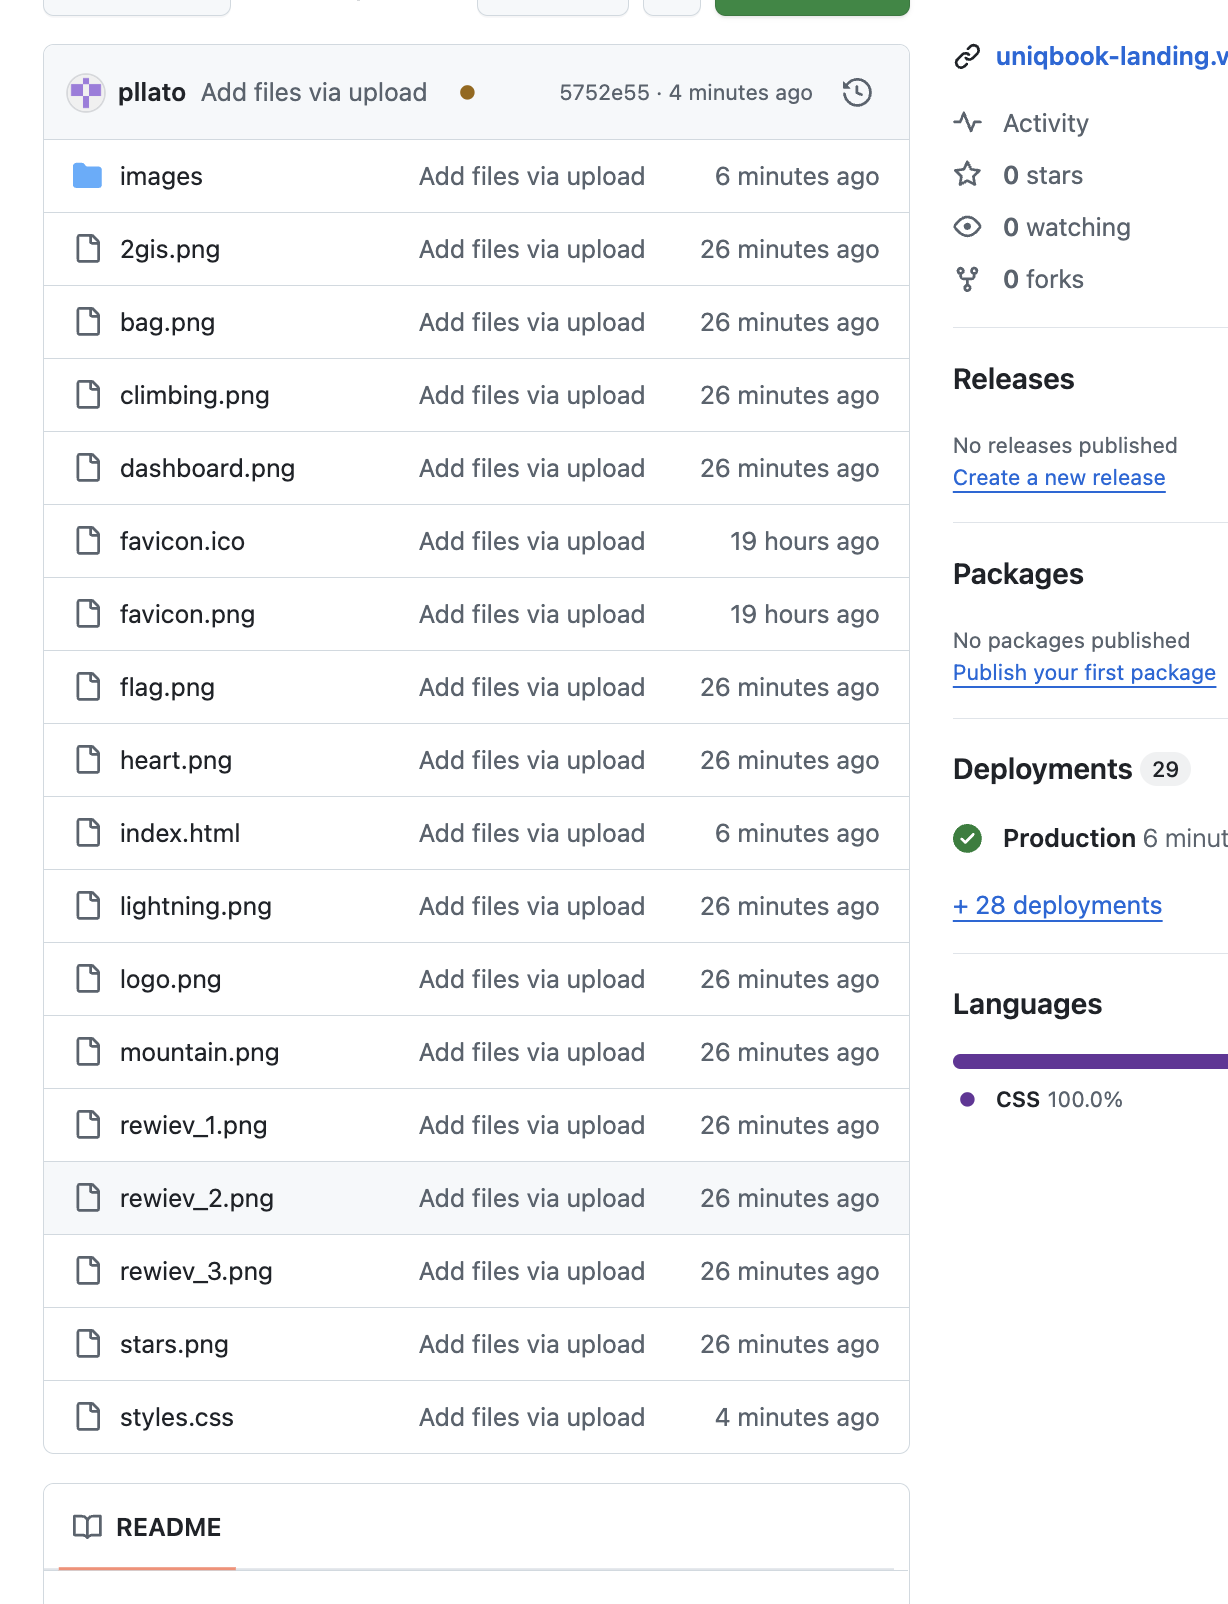 pllato Add files via upload 5752e55 · 4 minutes ago
images Add files via upload 6 minutes ago
2gis.png Add files via upload 26 minutes ago
bag.png Add files via upload 26 minutes ago
climbing.png Add files via upload 26 minutes ago
dashboard.png Add files via upload 26 minutes ago
favicon.ico Add files via upload 19 hours ago
favicon.png Add files via upload 19 hours ago
flag.png Add files via upload 26 minutes ago
heart.png Add files via upload 26 minutes ago
index.html Add files via upload 6 minutes ago
lightning.png Add files via upload 26 minutes ago
logo.png Add files via upload 26 minutes ago
mountain.png Add files via upload 26 minutes ago
rewiev_1.png Add files via upload 26 minutes ago
rewiev_2.png Add files via upload 26 minutes ago
rewiev_3.png Add files via upload 26 minutes ago
stars.png Add files via upload 26 minutes ago
styles.css Add files via upload 4 minutes ago
README
uniqbook-landing.v
Activity
0 stars
0 watching
0 forks
Releases
No releases published
Create a new release
Packages
No packages published
Publish your first package
Deployments 29
Production 6 minut
+ 28 deployments
Languages
CSS 100.0%